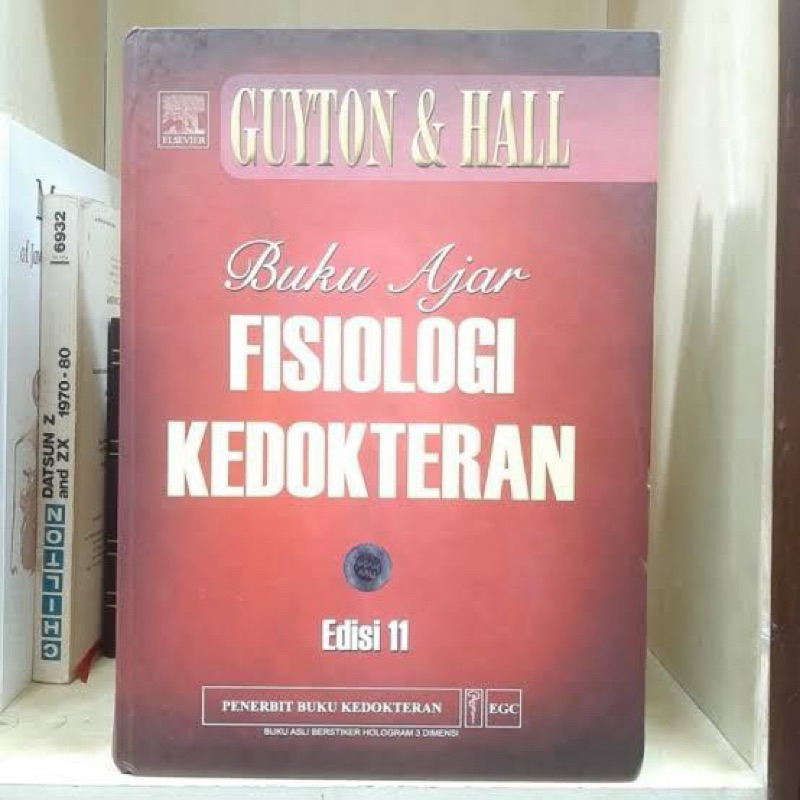 ELSEVIER
GUYTON & HALL
Buku Ajar
FISIOLOGI
KEDOKTERAN
Edisi 11
PENERBIT BUKU KEDOKTERAN
EGC
BUKU ASLI BERSTIKER HOLOGRAM 3 DIMENSI
6932
DATSUN Z
and ZX 1970-80
CHILTON